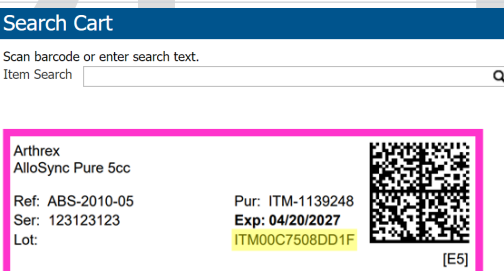 Search Cart
Scan barcode or enter search text.
Item Search
Arthrex
AlloSync Pure 5cc
Ref: ABS-2010-05 Pur: ITM-1139248
Ser: 123123123 Exp: 04/20/2027
Lot: ITM00C7508DD1F
[E5]